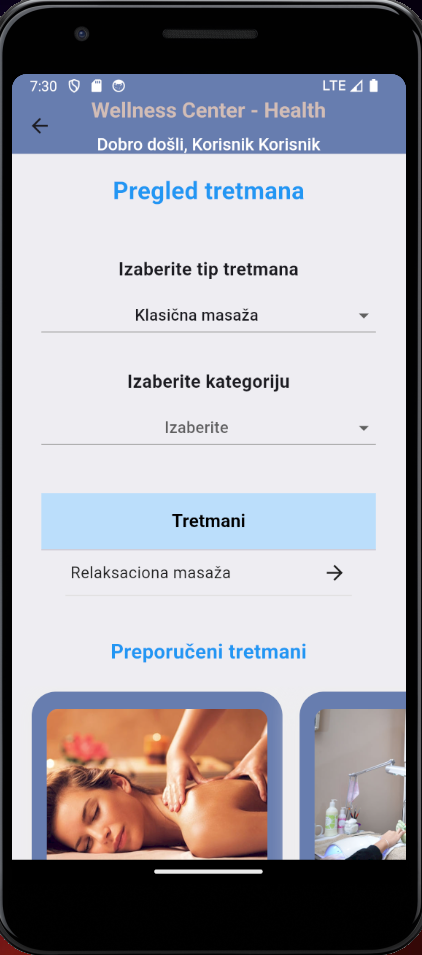 7:30
LTE
Wellness Center - Health
Dobro došli, Korisnik Korisnik
Pregled tretmana
Izaberite tip tretmana
Klasična masaža
Izaberite kategoriju
Izaberite
Tretmani
Relaksaciona masaža
Preporučeni tretmani